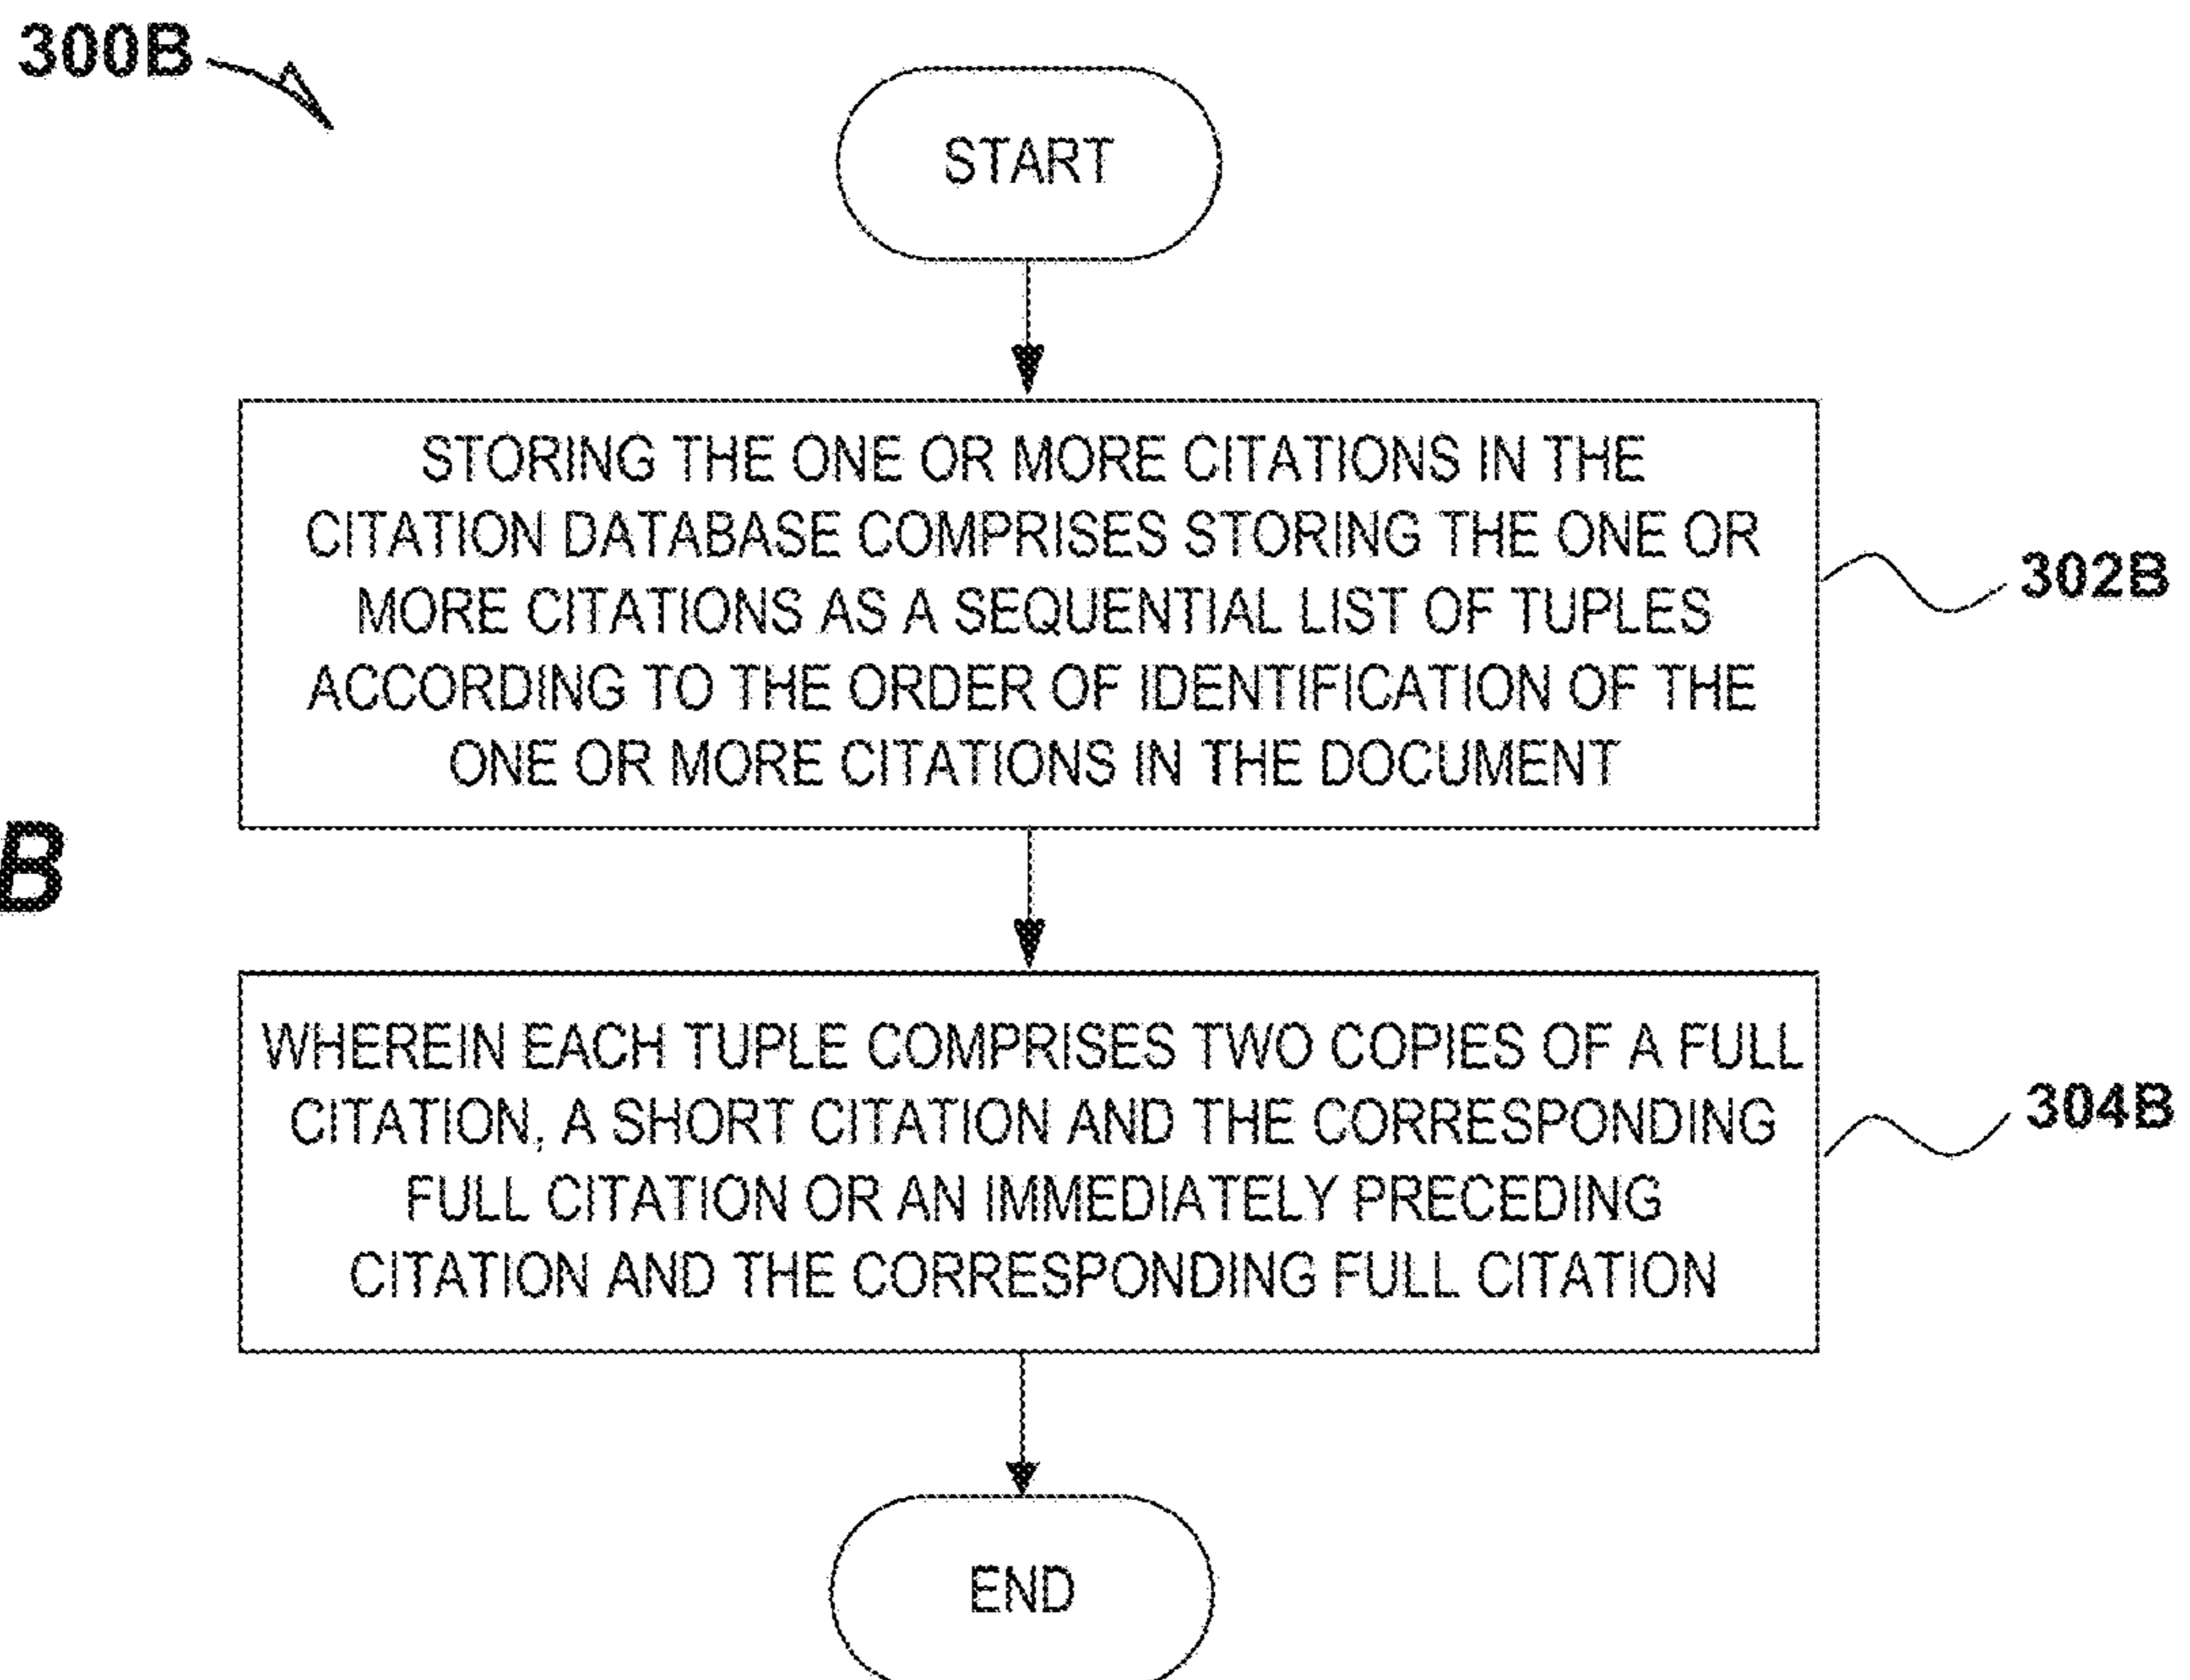 300B
START
STORING THE ONE OR MORE CITATIONS IN THE
CITATION DATABASE COMPRISES STORING THE ONE OR
MORE CITATIONS AS A SEQUENTIAL LIST OF TUPLES
ACCORDING TO THE ORDER OF IDENTIFICATION OF THE
ONE OR MORE CITATIONS IN THE DOCUMENT
302B
B
WHEREIN EACH TUPLE COMPRISES TWO COPIES OF A FULL
CITATION, A SHORT CITATION AND THE CORRESPONDING
FULL CITATION OR AN IMMEDIATELY PRECEDING
CITATION AND THE CORRESPONDING FULL CITATION
304B
END